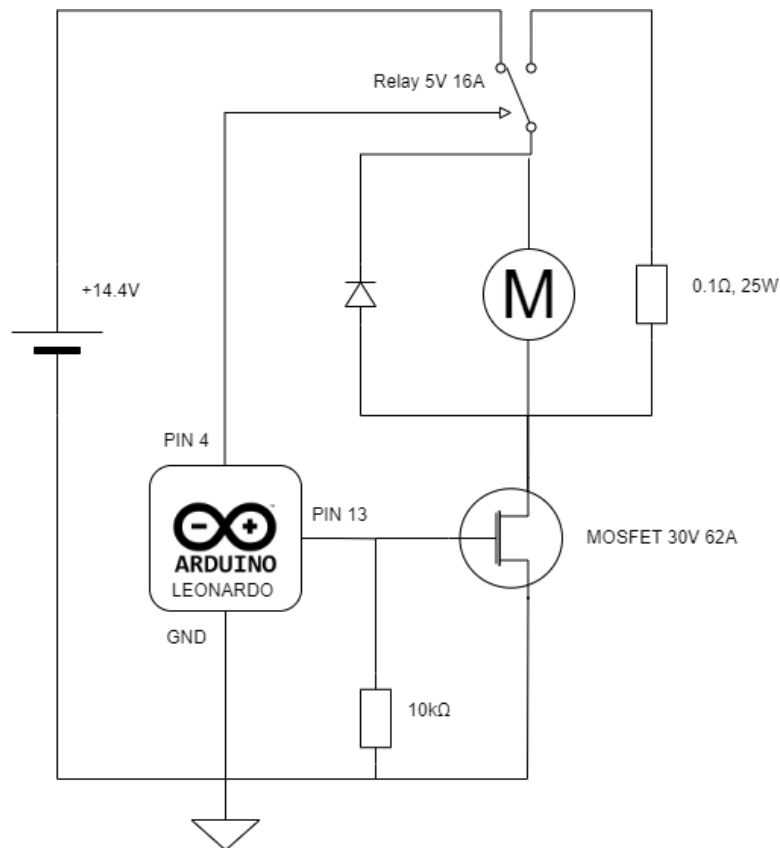 Relay 5V 16A
+14.4V
M
0.1Ω, 25W
PIN 4
PIN 13
ARDUINO
LEONARDO
MOSFET 30V 62A
GND
10kΩ